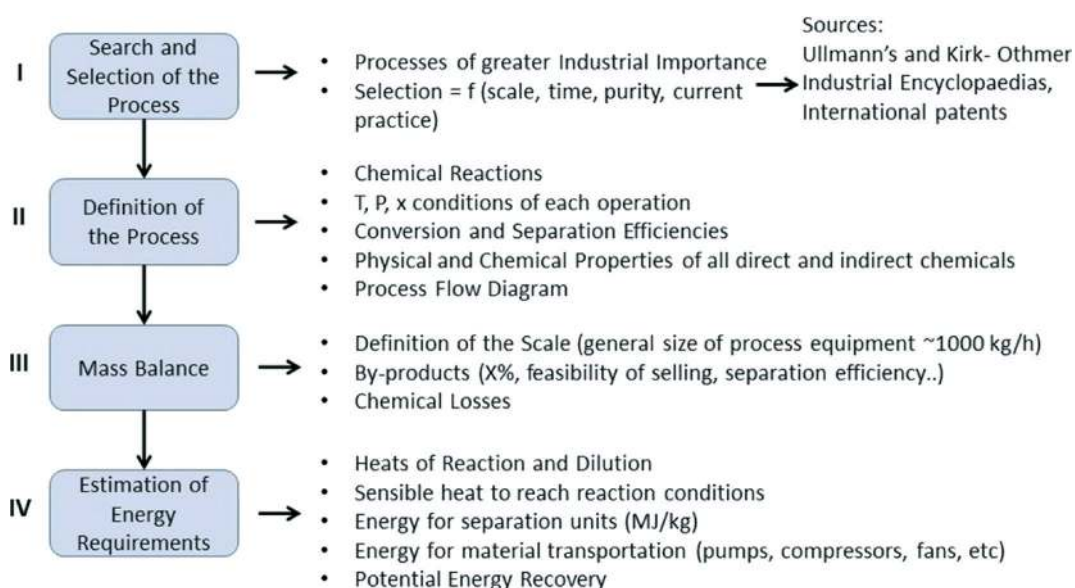 I
Search and
Selection of the
Process
• Processes of greater Industrial Importance
• Selection = f (scale, time, purity, current
practice)
Sources:
Ullmann's and Kirk- Othmer
Industrial Encyclopaedias,
International patents
II
Definition of
the Process
• Chemical Reactions
• T, P, x conditions of each operation
• Conversion and Separation Efficiencies
• Physical and Chemical Properties of all direct and indirect chemicals
• Process Flow Diagram
III
Mass Balance
• Definition of the Scale (general size of process equipment ~1000 kg/h)
• By-products (X%, feasibility of selling, separation efficiency..)
• Chemical Losses
IV
Estimation of
Energy
Requirements
• Heats of Reaction and Dilution
• Sensible heat to reach reaction conditions
• Energy for separation units (MJ/kg)
• Energy for material transportation (pumps, compressors, fans, etc)
• Potential Energy Recovery